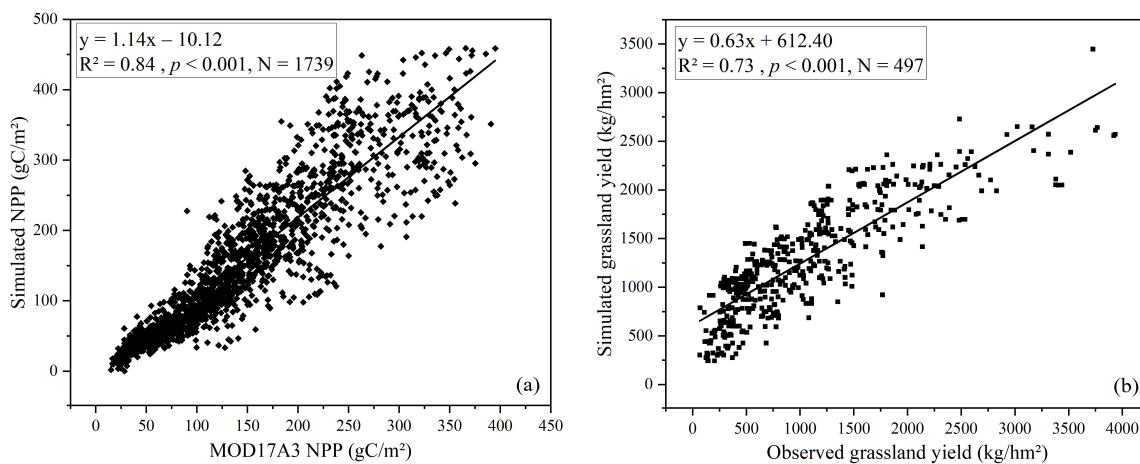 500
400
300
200
100
0
y = 1.14x − 10.12
R² = 0.84 , p < 0.001, N = 1739
(a)
0 50 100 150 200 250 300 350 400 450
Simulated NPP (gC/m²)
MOD17A3 NPP (gC/m²)
3500
3000
2500
2000
1500
1000
500
0
y = 0.63x + 612.40
R² = 0.73 , p < 0.001, N = 497
(b)
0 500 1000 1500 2000 2500 3000 3500 4000
Simulated grassland yield (kg/hm²)
Observed grassland yield (kg/hm²)